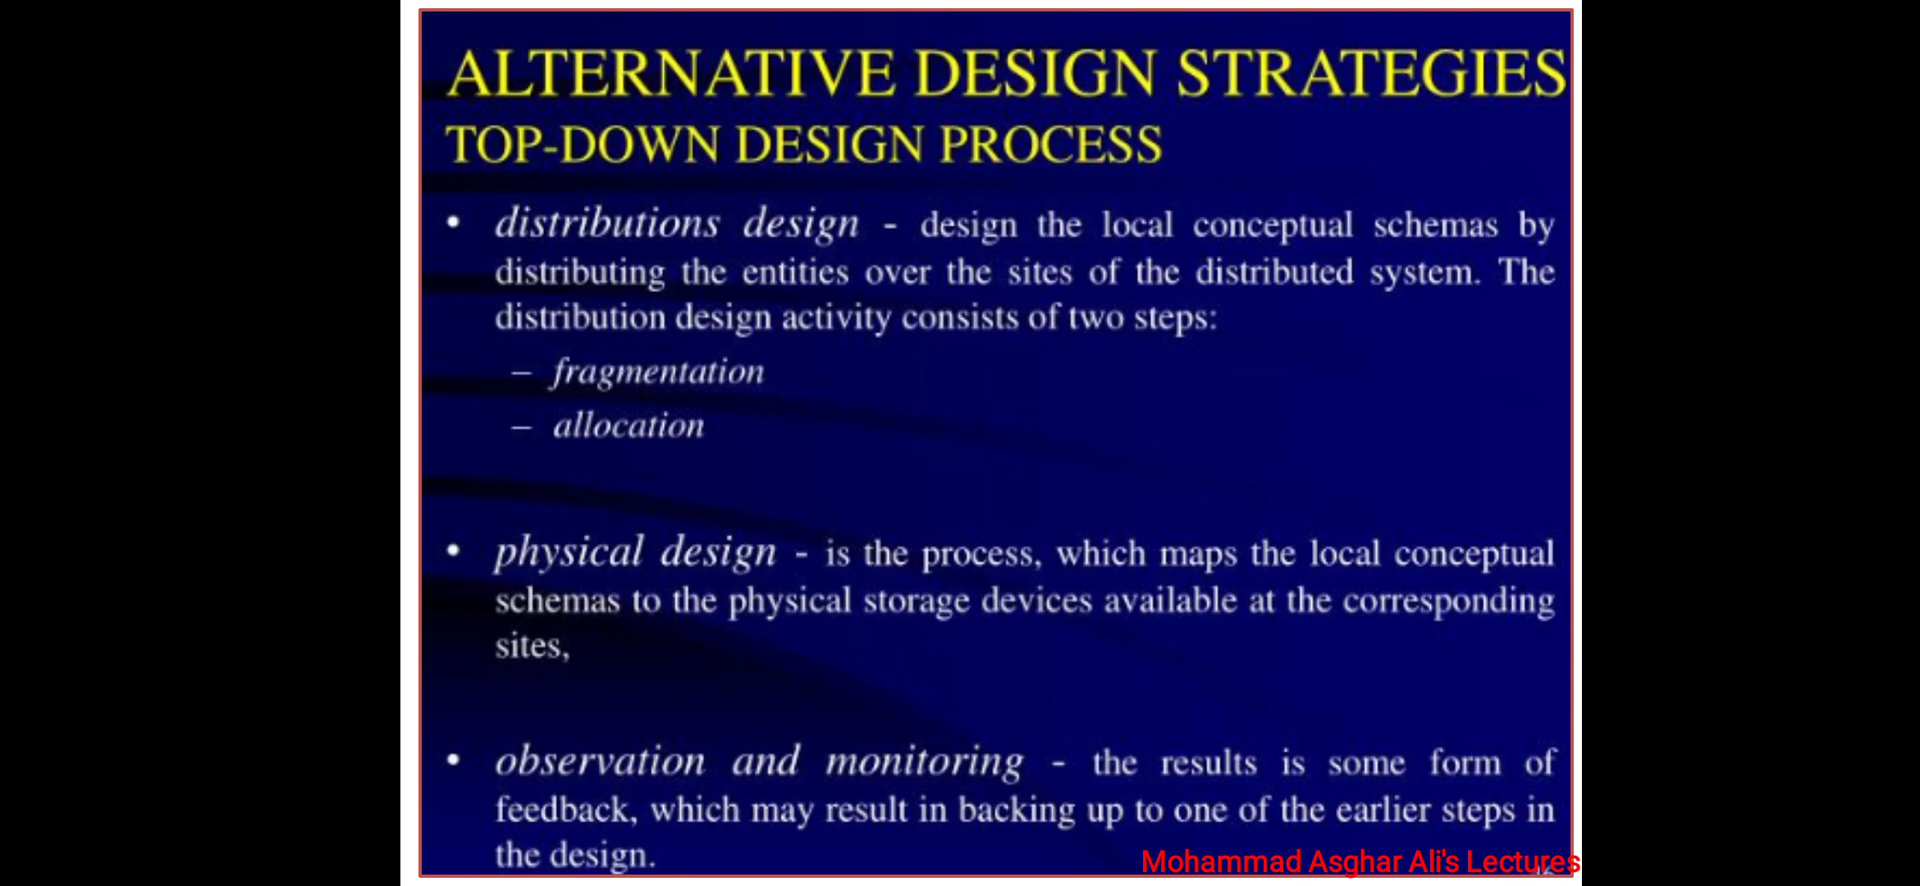 ALTERNATIVE DESIGN STRATEGIES
TOP-DOWN DESIGN PROCESS
• distributions design - design the local conceptual schemas by
distributing the entities over the sites of the distributed system. The
distribution design activity consists of two steps:
– fragmentation
– allocation
• physical design - is the process, which maps the local conceptual
schemas to the physical storage devices available at the corresponding
sites,
• observation and monitoring - the results is some form of
feedback, which may result in backing up to one of the earlier steps in
the design.
Mohammad Asghar Ali's Lectures